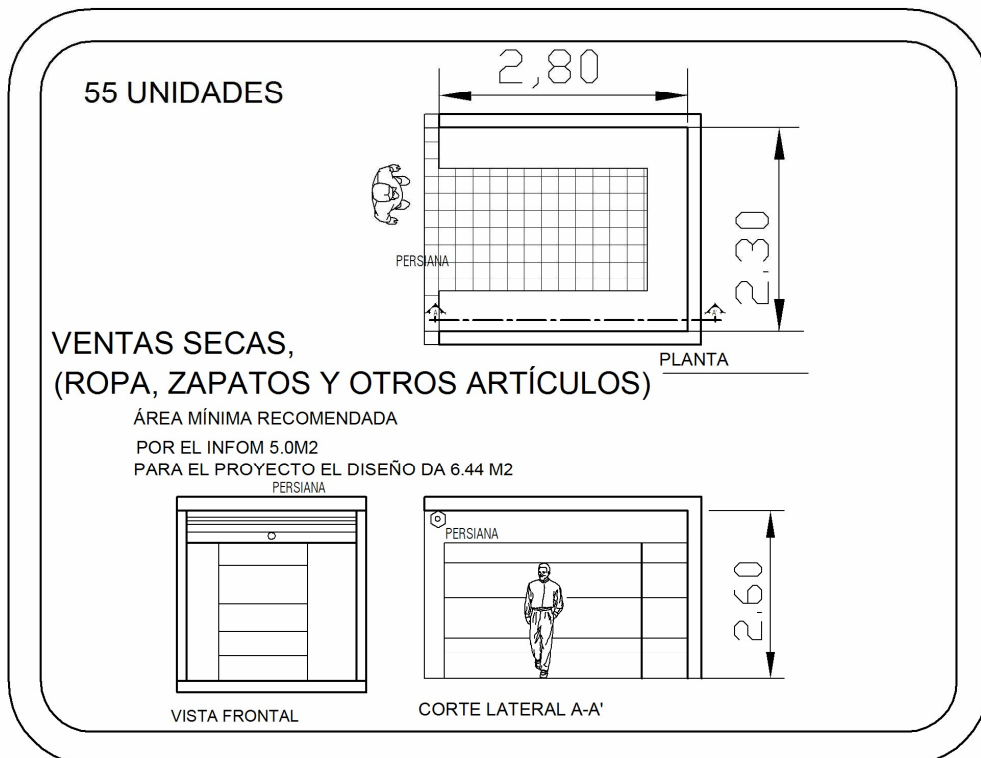 55 UNIDADES
2,80
2.30
PERSIANA
A A'
PLANTA
VENTAS SECAS,
(ROPA, ZAPATOS Y OTROS ARTÍCULOS)
ÁREA MÍNIMA RECOMENDADA
POR EL INFOM 5.0M2
PARA EL PROYECTO EL DISEÑO DA 6.44 M2
PERSIANA
PERSIANA
2.60
VISTA FRONTAL
CORTE LATERAL A-A'